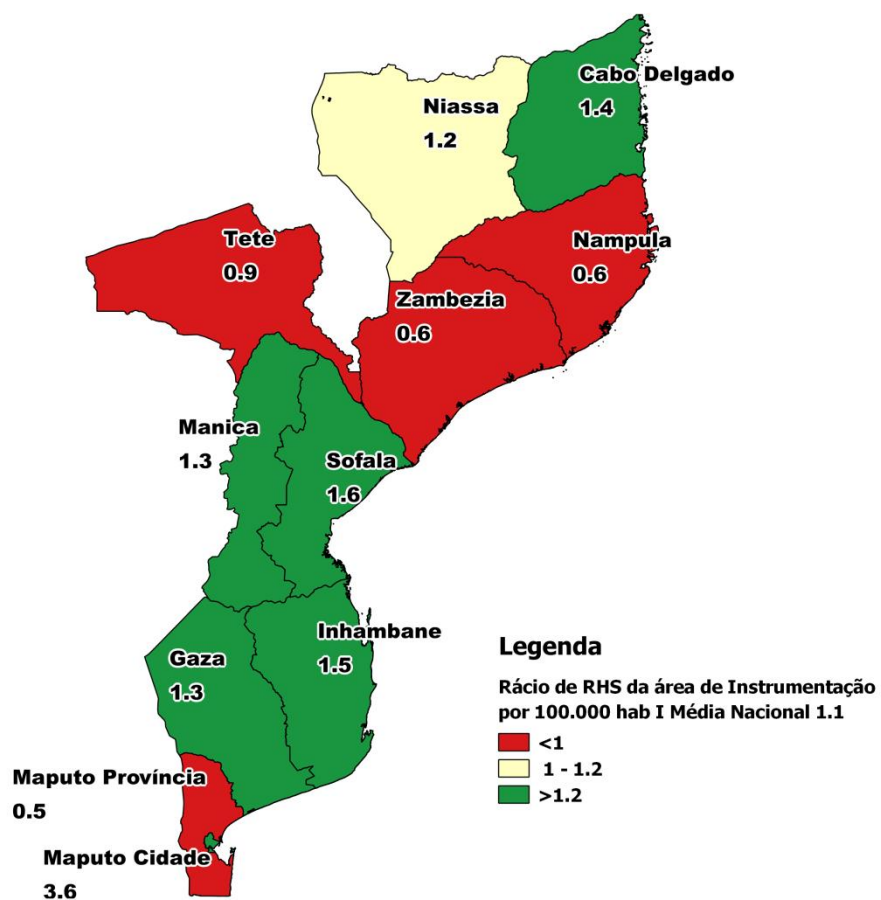 Cabo Delgado
1.4
Niassa
1.2
Tete
0.9
Nampula
0.6
Zambezia
0.6
Manica
1.3
Sofala
1.6
Inhambane
1.5
Gaza
1.3
Maputo Província
0.5
Maputo Cidade
3.6
Legenda
Rácio de RHS da área de Instrumentação
por 100.000 hab I Média Nacional 1.1
<1
1 - 1.2
>1.2